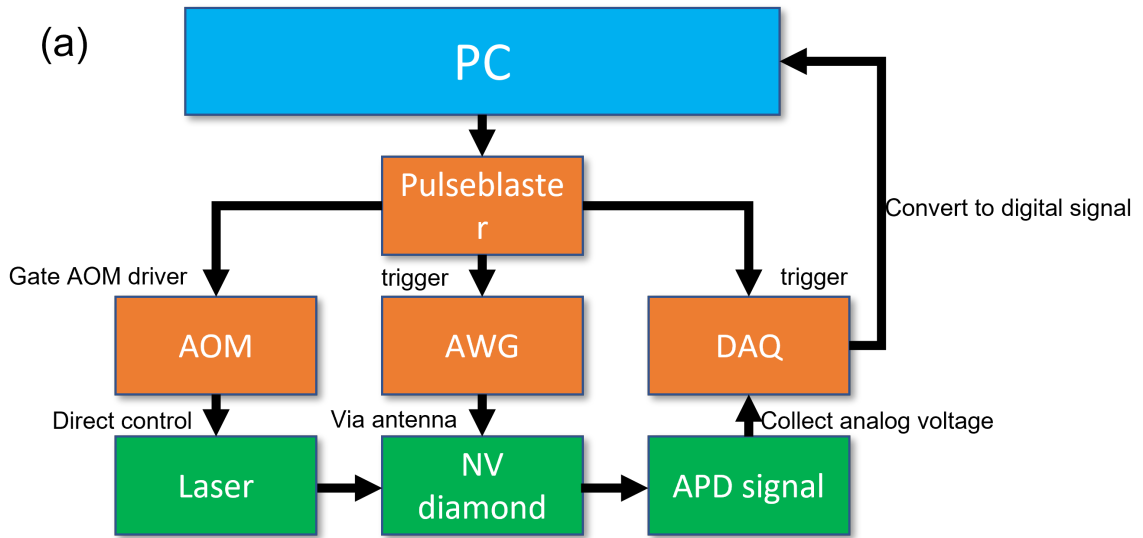 (a)
PC
Pulseblaste
r
Convert to digital signal
Gate AOM driver
trigger
trigger
AOM
AWG
DAQ
Direct control
Via antenna
Collect analog voltage
Laser
NV
diamond
APD signal